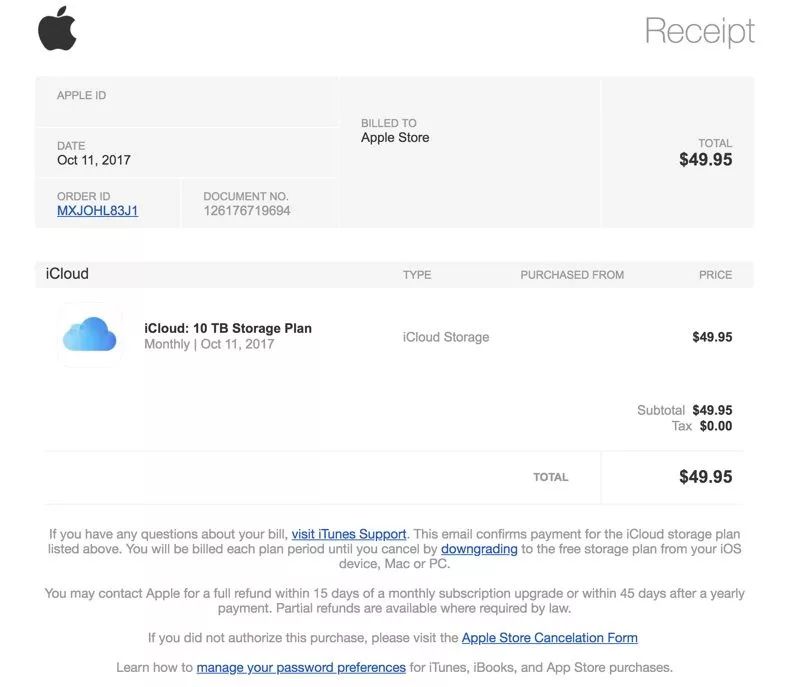 Receipt
APPLE ID
BILLED TO
Apple Store
TOTAL
$49.95
DATE
Oct 11, 2017
ORDER ID
MXJOHL83J1
DOCUMENT NO.
126176719694
iCloud TYPE PURCHASED FROM PRICE
iCloud: 10 TB Storage Plan
Monthly | Oct 11, 2017
iCloud Storage
$49.95
Subtotal $49.95
Tax $0.00
TOTAL $49.95
If you have any questions about your bill, visit iTunes Support. This email confirms payment for the iCloud storage plan
listed above. You will be billed each plan period until you cancel by downgrading to the free storage plan from your iOS
device, Mac or PC.
You may contact Apple for a full refund within 15 days of a monthly subscription upgrade or within 45 days after a yearly
payment. Partial refunds are available where required by law.
If you did not authorize this purchase, please visit the Apple Store Cancelation Form
Learn how to manage your password preferences for iTunes, iBooks, and App Store purchases.